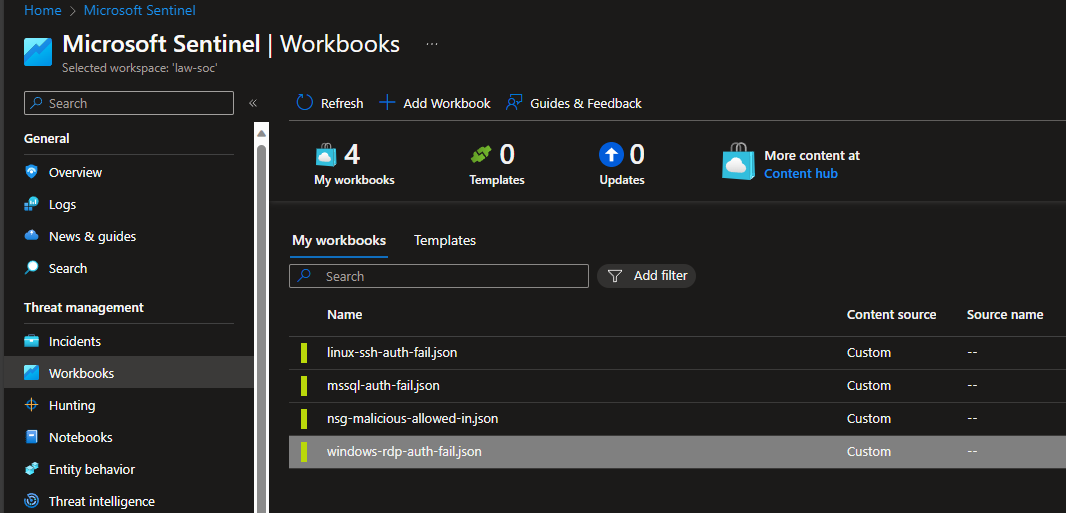 Home > Microsoft Sentinel
Microsoft Sentinel | Workbooks ...
Selected workspace: 'law-soc'
Search «
General
Overview
Logs
News & guides
Search
Threat management
Incidents
Workbooks
Hunting
Notebooks
Entity behavior
Threat intelligence
Refresh Add Workbook Guides & Feedback
4 My workbooks
0 Templates
0 Updates
More content at
Content hub
My workbooks Templates
Search Add filter
Name Content source Source name
linux-ssh-auth-fail.json Custom --
mssql-auth-fail.json Custom --
nsg-malicious-allowed-in.json Custom --
windows-rdp-auth-fail.json Custom --